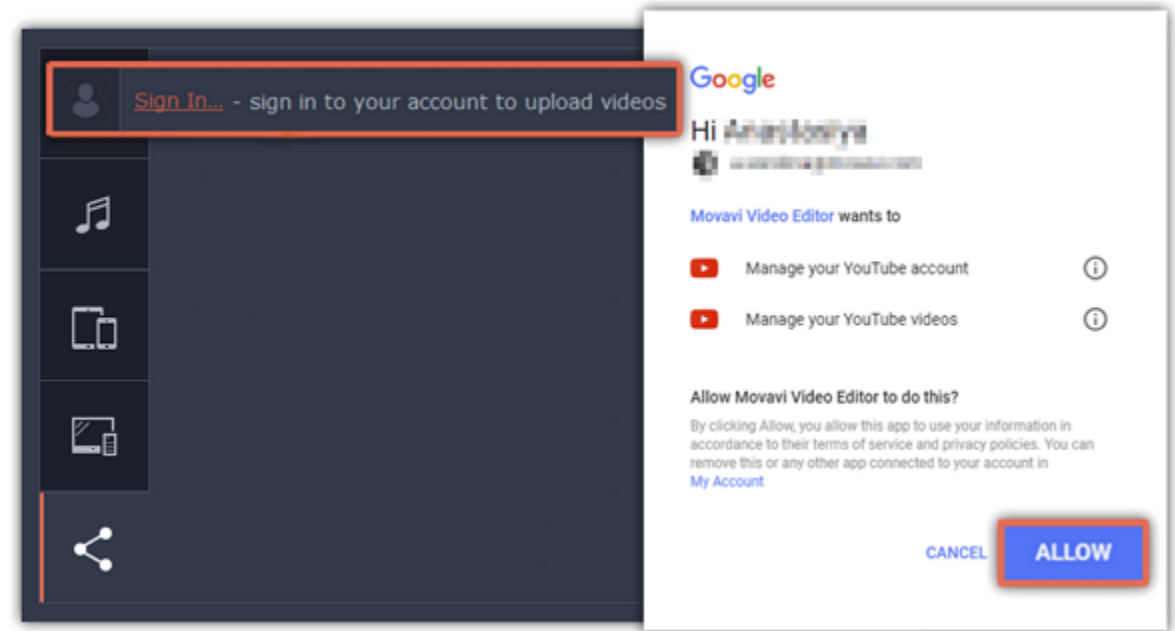 Sign In... - sign in to your account to upload videos
Google
Hi
Movavi Video Editor wants to
Manage your YouTube account
Manage your YouTube videos
Allow Movavi Video Editor to do this?
By clicking Allow, you allow this app to use your information in
accordance to their terms of service and privacy policies. You can
remove this or any other app connected to your account in
My Account
CANCEL
ALLOW